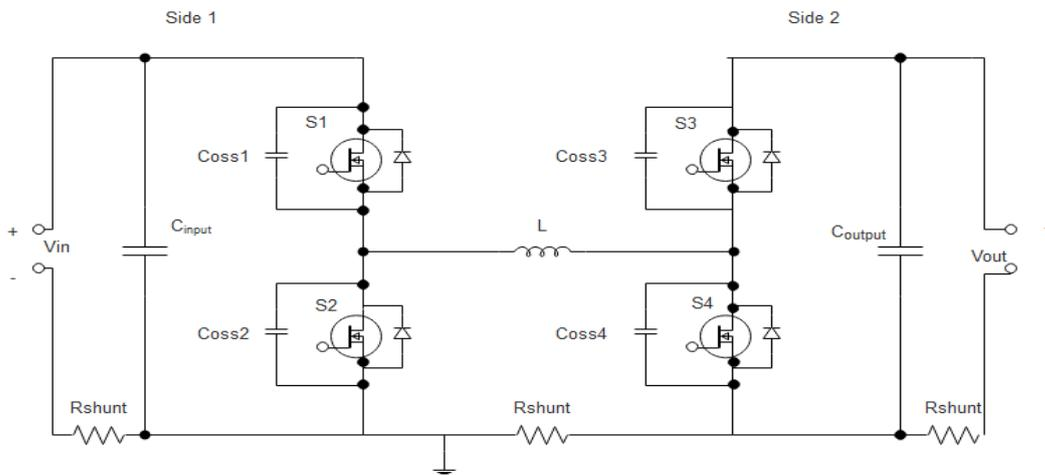 Side 1
Side 2
S1
S3
Coss1
Coss3
+
Vin
-
Cinput
L
Coutput
Vout
S2
S4
Coss2
Coss4
Rshunt
Rshunt
Rshunt